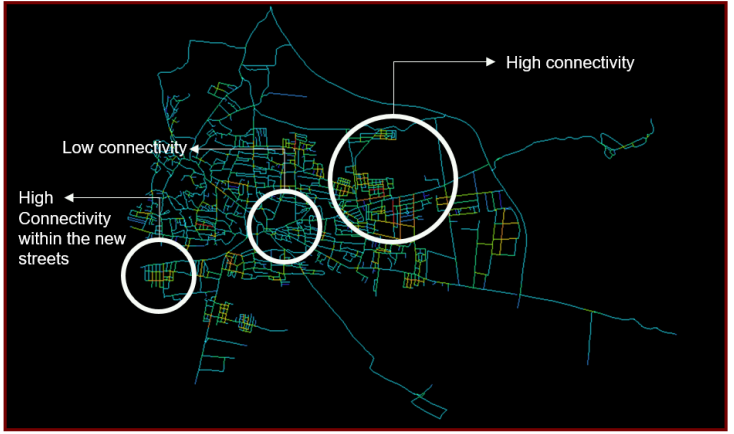 High connectivity
Low connectivity
High
Connectivity
within the new
streets